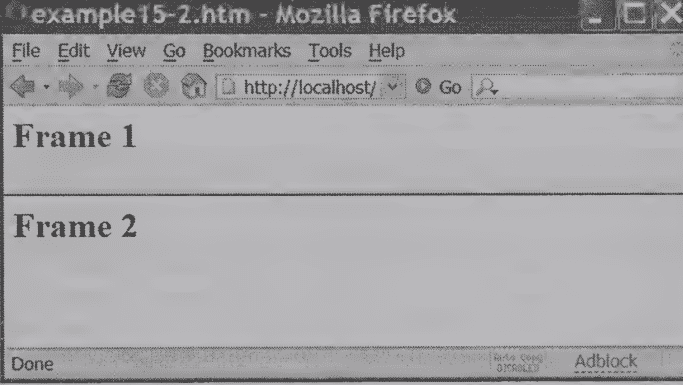 example15-2.htm - Mozilla Firefox
File Edit View Go Bookmarks Tools Help
http://localhost/ Go
Frame 1
Frame 2
Done Adblock